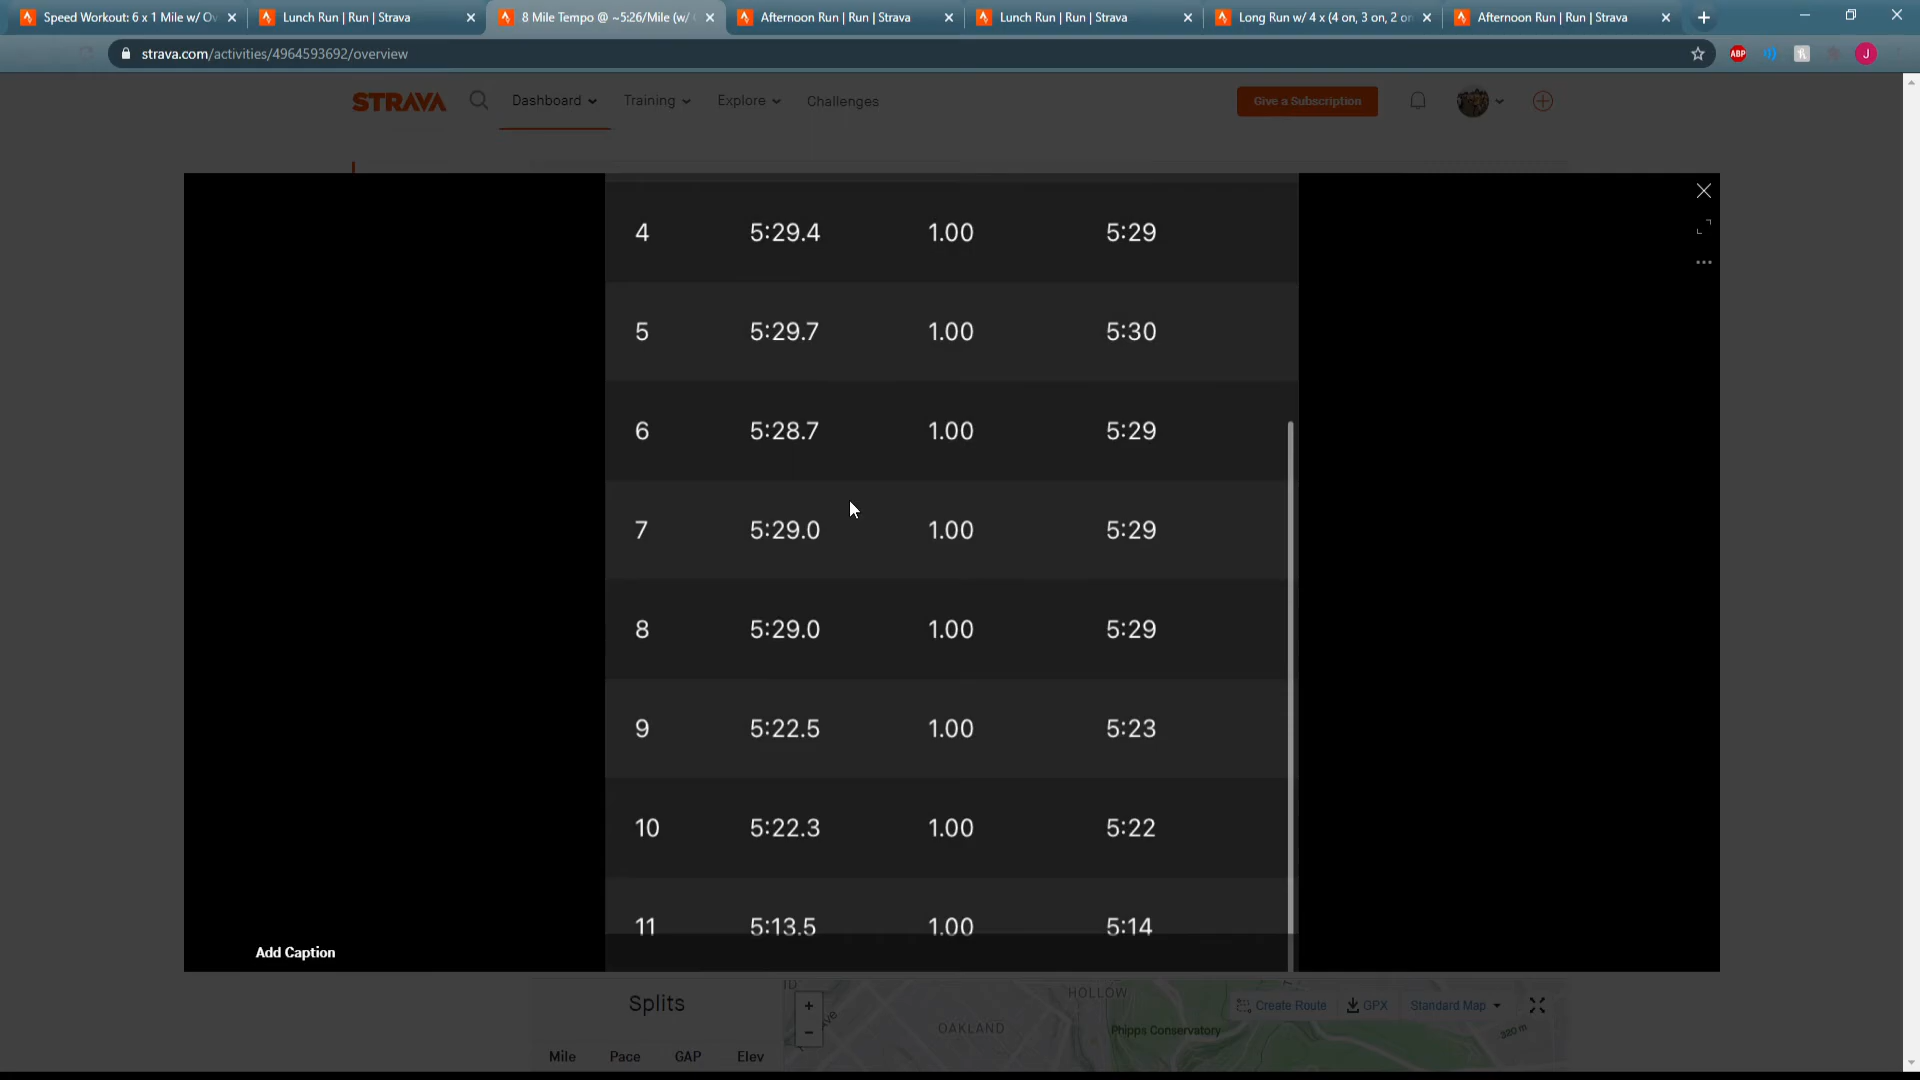 Speed Workout: 6 x 1 Mile w/ Ov
Lunch Run | Run | Strava
8 Mile Tempo @ ~5:26/Mile (w/
Afternoon Run | Run | Strava
Lunch Run | Run | Strava
Long Run w/ 4 x (4 on, 3 on, 2 on
Afternoon Run | Run | Strava
strava.com/activities/4964593692/overview
ABP
J
STRAVA
Dashboard
Training
Explore
Challenges
Give a Subscription
4 5:29.4 1.00 5:29
5 5:29.7 1.00 5:30
6 5:28.7 1.00 5:29
7 5:29.0 1.00 5:29
8 5:29.0 1.00 5:29
9 5:22.5 1.00 5:23
10 5:22.3 1.00 5:22
11 5:13.5 1.00 5:14
Add Caption
Splits
Mile Pace GAP Elev
+
−
HOLLOW
OAKLAND
Phipps Conservatory
Create Route
GPX
Standard Map
320 m